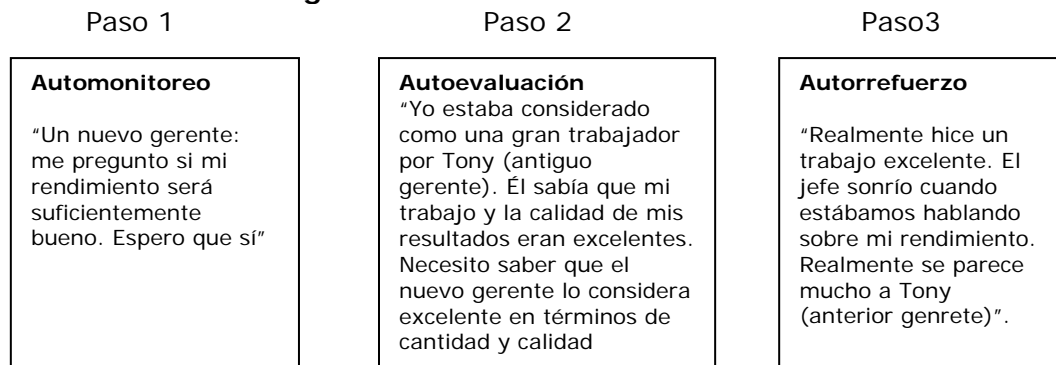 Paso 1
Paso 2
Paso3
Automonitoreo
“Un nuevo gerente:
me pregunto si mi
rendimiento será
suficientemente
bueno. Espero que sí”
Autoevaluación
“Yo estaba considerado
como una gran trabajador
por Tony (antiguo
gerente). Él sabía que mi
trabajo y la calidad de mis
resultados eran excelentes.
Necesito saber que el
nuevo gerente lo considera
excelente en términos de
cantidad y calidad
Autorrefuerzo
“Realmente hice un
trabajo excelente. El
jefe sonrío cuando
estábamos hablando
sobre mi rendimiento.
Realmente se parece
mucho a Tony
(anterior genrete)”.